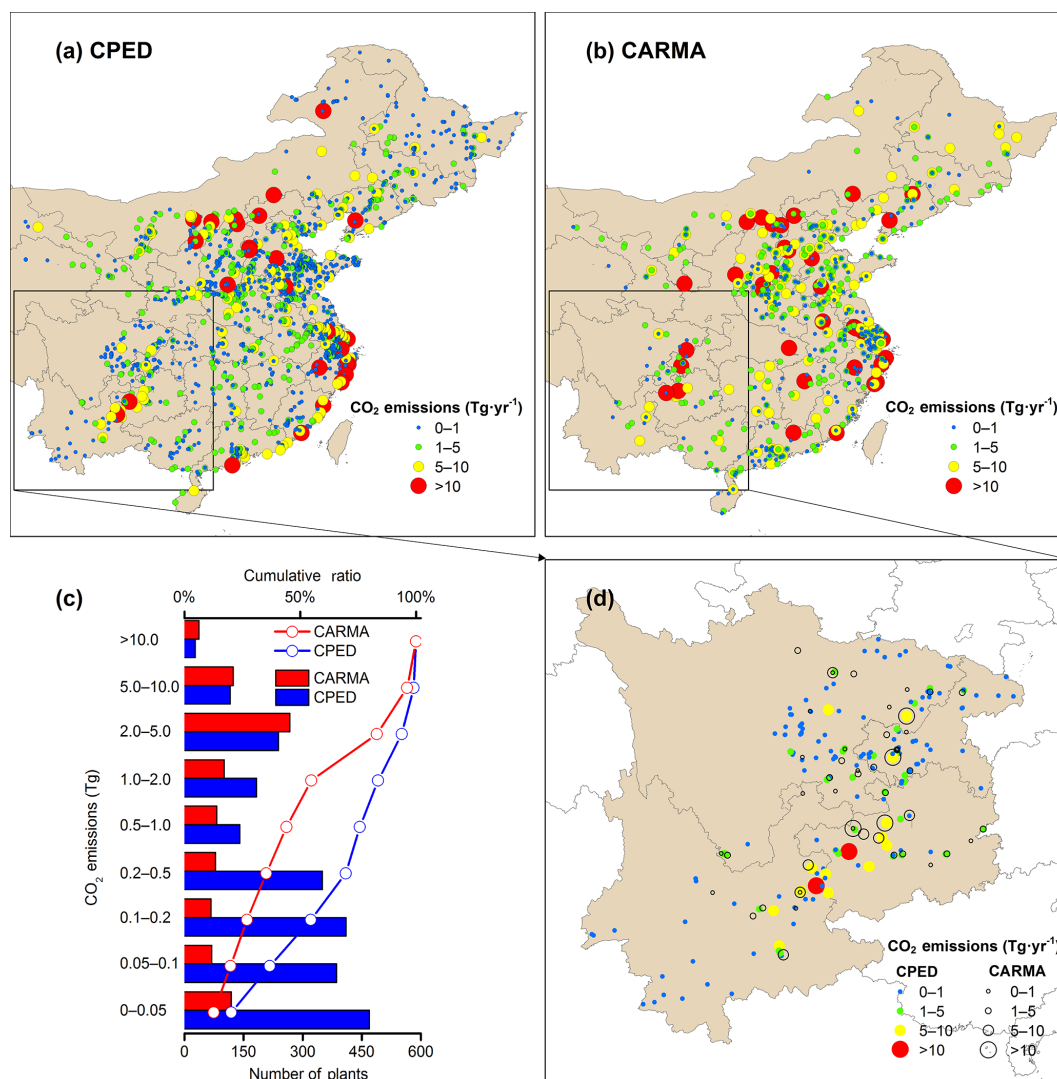 (a) CPED
CO₂ emissions (Tg·yr⁻¹)
0–1
1–5
5–10
>10
(b) CARMA
CO₂ emissions (Tg·yr⁻¹)
0–1
1–5
5–10
>10
(c)
Cumulative ratio
0% 50% 100%
CARMA
CPED
CARMA
CPED
CO₂ emissions (Tg)
>10.0
5.0–10.0
2.0–5.0
1.0–2.0
0.5–1.0
0.2–0.5
0.1–0.2
0.05–0.1
0–0.05
0 150 300 450 600
Number of plants
(d)
CO₂ emissions (Tg·yr⁻¹)
CPED CARMA
0–1 0–1
1–5 1–5
5–10 5–10
>10 >10